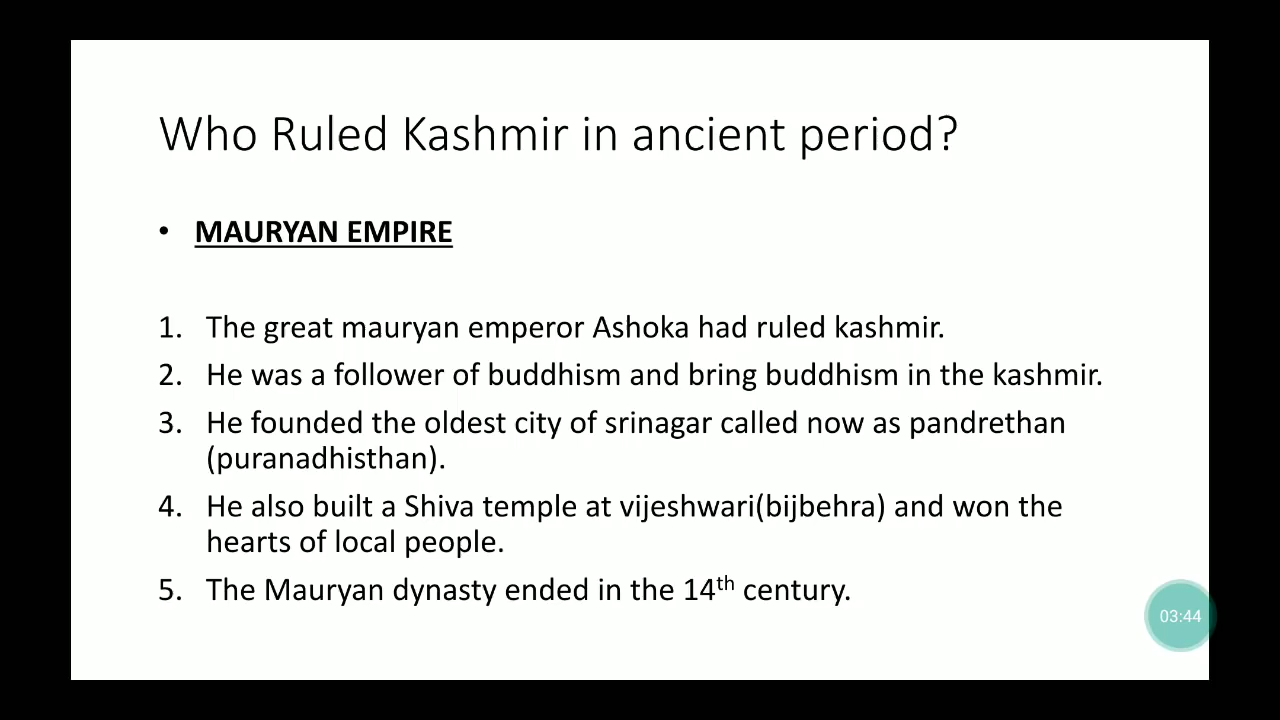 Who Ruled Kashmir in ancient period?
• MAURYAN EMPIRE
1. The great mauryan emperor Ashoka had ruled kashmir.
2. He was a follower of buddhism and bring buddhism in the kashmir.
3. He founded the oldest city of srinagar called now as pandrethan
(puranadhisthan).
4. He also built a Shiva temple at vijeshwari(bijbehra) and won the
hearts of local people.
5. The Mauryan dynasty ended in the 14th century.
03:44